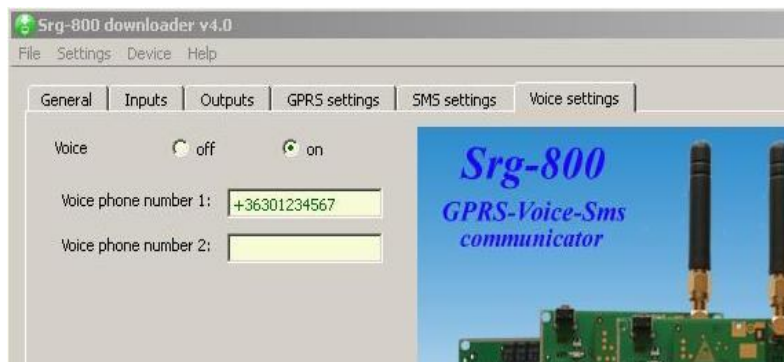 Srg-800 downloader v4.0
File Settings Device Help
General Inputs Outputs GPRS settings SMS settings Voice settings
Voice off on
Voice phone number 1: +36301234567
Voice phone number 2:
Srg-800
GPRS-Voice-Sms
communicator